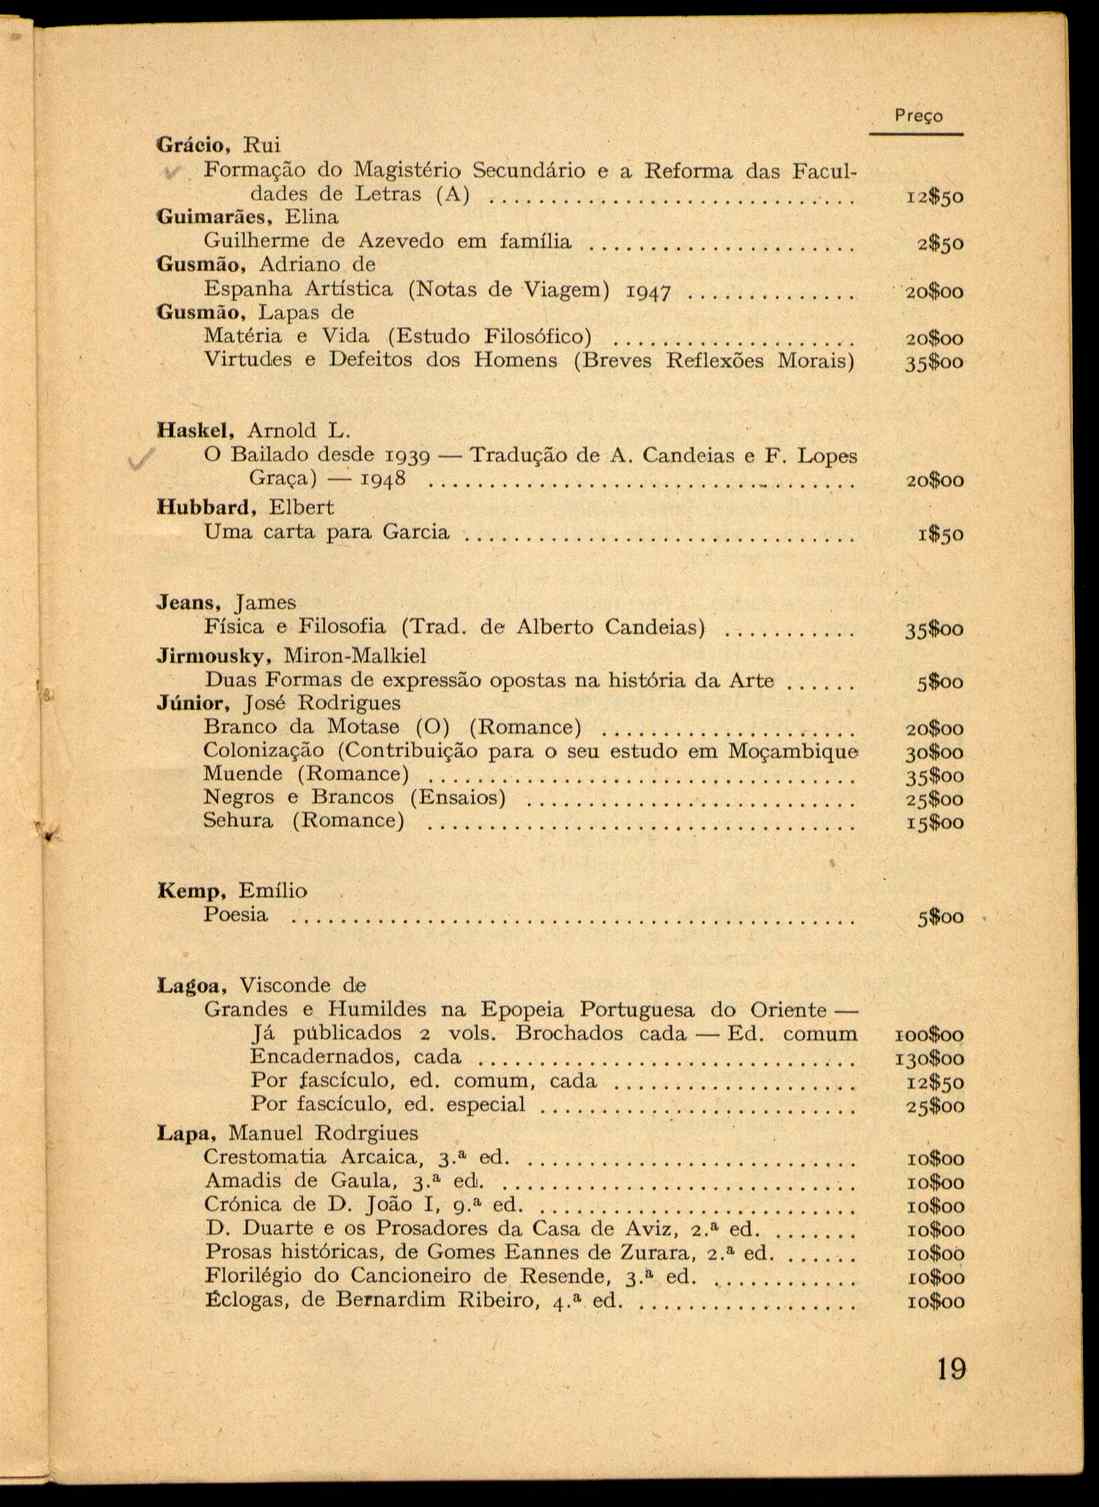 Preço
Grácio, Rui
Formação do Magistério Secundário e a Reforma das Facul-
dades de Letras (A) .............................. 12$50
Guimarães, Elina
Guilherme de Azevedo em família ...................... 2$50
Gusmão, Adriano de
Espanha Artística (Notas de Viagem) 1947 .............. 20$00
Gusmão, Lapas de
Matéria e Vida (Estudo Filosófico) .................... 20$00
Virtudes e Defeitos dos Homens (Breves Reflexões Morais) 35$00
Haskel, Arnold L.
O Bailado desde 1939 — Tradução de A. Candeias e F. Lopes
Graça) — 1948 ................................... 20$00
Hubbard, Elbert
Uma carta para Garcia ................................ 1$50
Jeans, James
Física e Filosofia (Trad. de Alberto Candeias) ........... 35$00
Jirmousky, Miron-Malkiel
Duas Formas de expressão opostas na história da Arte ...... 5$00
Júnior, José Rodrigues
Branco da Motase (O) (Romance) ..................... 20$00
Colonização (Contribuição para o seu estudo em Moçambique 30$00
Muende (Romance) ................................... 35$00
Negros e Brancos (Ensaios) ........................... 25$00
Sehura (Romance) ................................... 15$00
Kemp, Emílio
Poesia .............................................. 5$00
Lagoa, Visconde de
Grandes e Humildes na Epopeia Portuguesa do Oriente —
Já públicados 2 vols. Brochados cada — Ed. comum 100$00
Encadernados, cada ............................... 130$00
Por fascículo, ed. comum, cada .................... 12$50
Por fascículo, ed. especial .......................... 25$00
Lapa, Manuel Rodrgiues
Crestomatia Arcaica, 3.ª ed. ........................... 10$00
Amadis de Gaula, 3.ª ed. ............................. 10$00
Crónica de D. João I, 9.ª ed. .......................... 10$00
D. Duarte e os Prosadores da Casa de Aviz, 2.ª ed. ....... 10$00
Prosas históricas, de Gomes Eannes de Zurara, 2.ª ed. ...... 10$00
Florilégio do Cancioneiro de Resende, 3.ª ed. ............ 10$00
Éclogas, de Bernardim Ribeiro, 4.ª ed. .................. 10$00
19